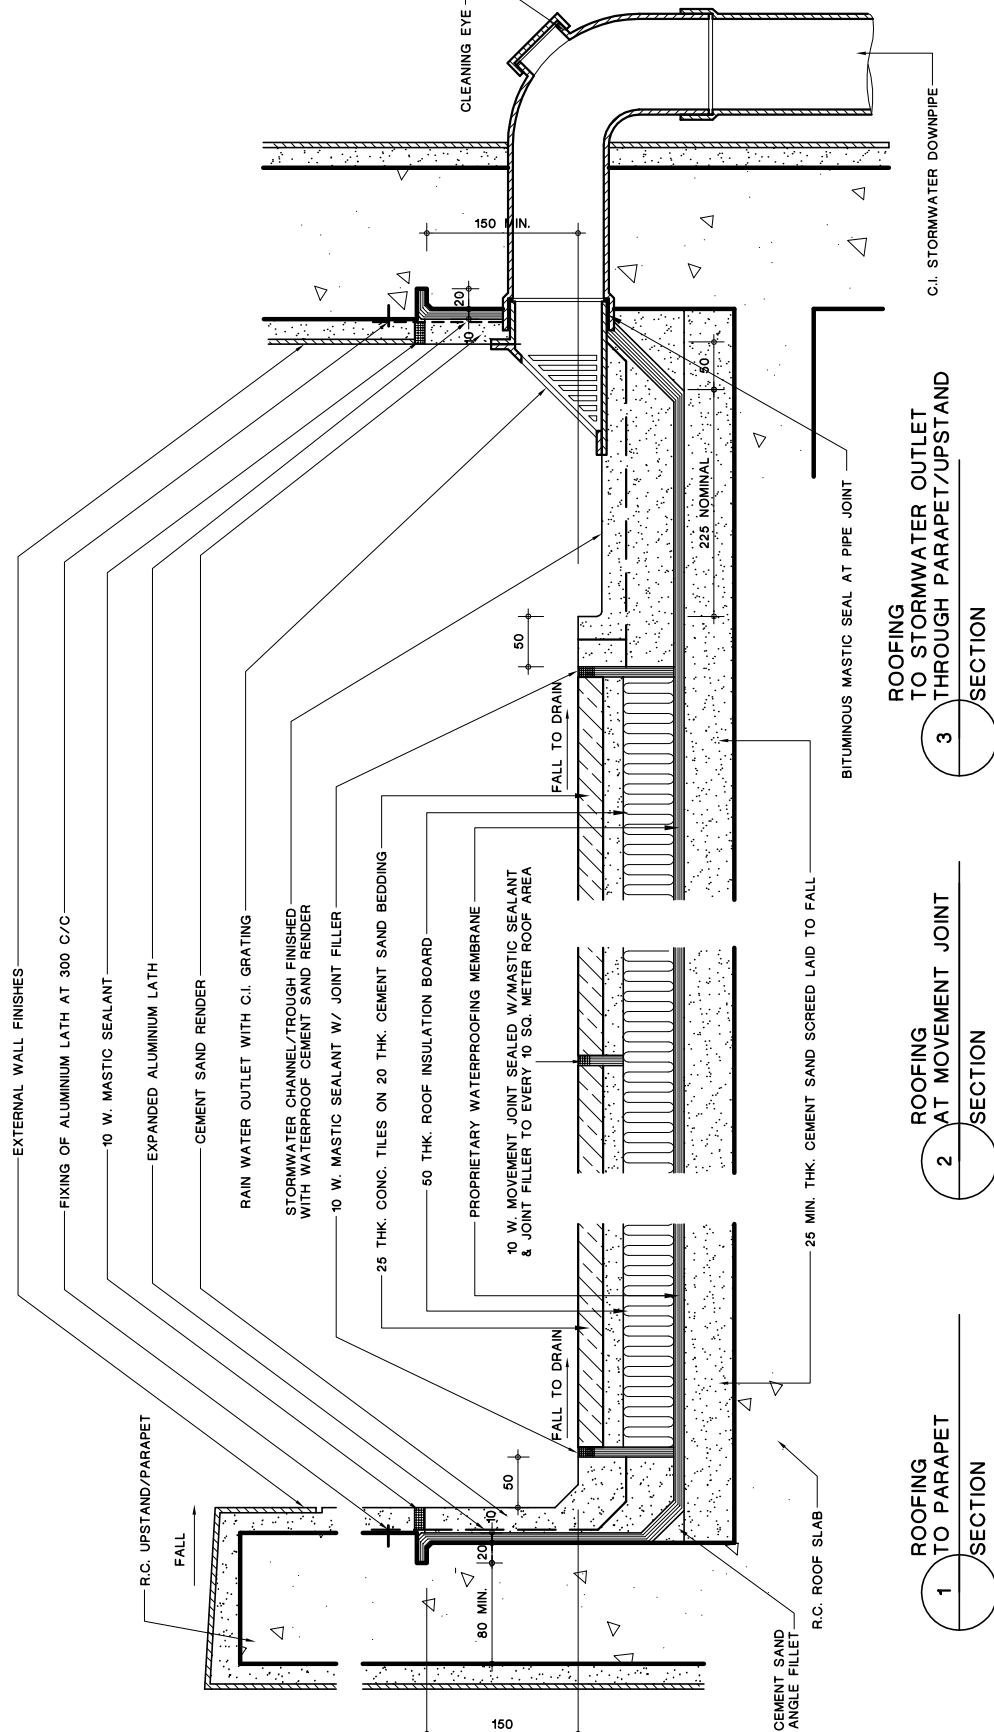 EXTERNAL WALL FINISHES
FIXING OF ALUMINIUM LATH AT 300 C/C
10 W. MASTIC SEALANT
EXPANDED ALUMINIUM LATH
CEMENT SAND RENDER
RAIN WATER OUTLET WITH C.I. GRATING
STORMWATER CHANNEL/TROUGH FINISHED
WITH WATERPROOF CEMENT SAND RENDER
10 W. MASTIC SEALANT W/ JOINT FILLER
25 THK. CONC. TILES ON 20 THK. CEMENT SAND BEDDING
50 THK. ROOF INSULATION BOARD
PROPRIETARY WATERPROOFING MEMBRANE
10 W. MOVEMENT JOINT SEALED W/MASTIC SEALANT
& JOINT FILLER TO EVERY 10 SQ. METER ROOF AREA
R.C. UPSTAND/PARAPET
FALL
FALL TO DRAIN
FALL TO DRAIN
CLEANING EYE
150 MIN.
20
10
50
50
225 NOMINAL
50
10
20
80 MIN.
150
25 MIN. THK. CEMENT SAND SCREED LAID TO FALL
BITUMINOUS MASTIC SEAL AT PIPE JOINT
C.I. STORMWATER DOWNPIPE
R.C. ROOF SLAB
CEMENT SAND
ANGLE FILLET
1
ROOFING
TO PARAPET
SECTION
2
ROOFING
AT MOVEMENT JOINT
SECTION
3
ROOFING
TO STORMWATER OUTLET
THROUGH PARAPET/UPSTAND
SECTION